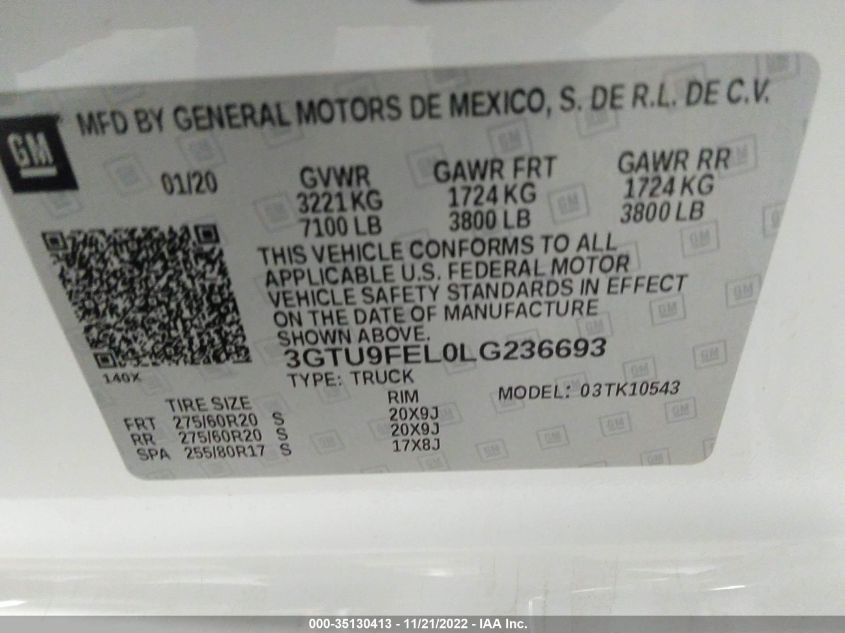 GM
MFD BY GENERAL MOTORS DE MEXICO, S. DE R.L. DE C.V.
01/20 GVWR GAWR FRT GAWR RR
3221 KG 1724 KG 1724 KG
7100 LB 3800 LB 3800 LB
THIS VEHICLE CONFORMS TO ALL
APPLICABLE U.S. FEDERAL MOTOR
VEHICLE SAFETY STANDARDS IN EFFECT
ON THE DATE OF MANUFACTURE
SHOWN ABOVE.
3GTU9FEL0LG236693
140X
TYPE: TRUCK MODEL: 03TK10543
TIRE SIZE RIM
FRT 275/60R20 S 20X9J
RR 275/60R20 S 20X9J
SPA 255/80R17 S 17X8J
000-35130413 - 11/21/2022 - IAA Inc.